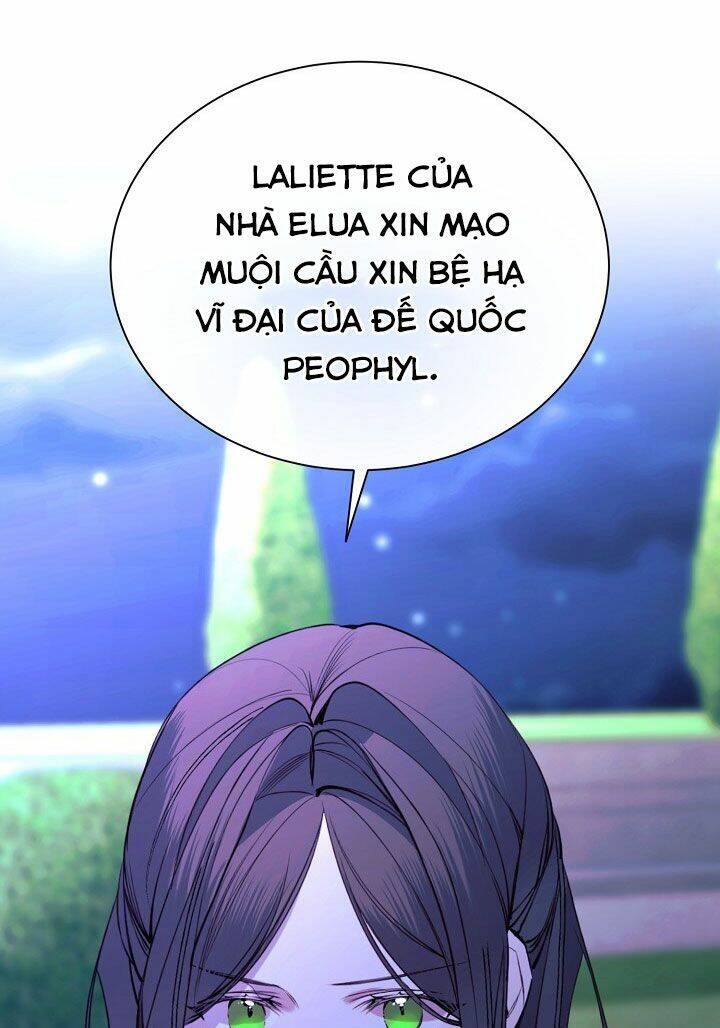 LALIETTE CỦA
NHÀ ELUA XIN MẠO
MUỘI CẦU XIN BỆ HẠ
VĨ ĐẠI CỦA ĐẾ QUỐC
PEOPHYL.